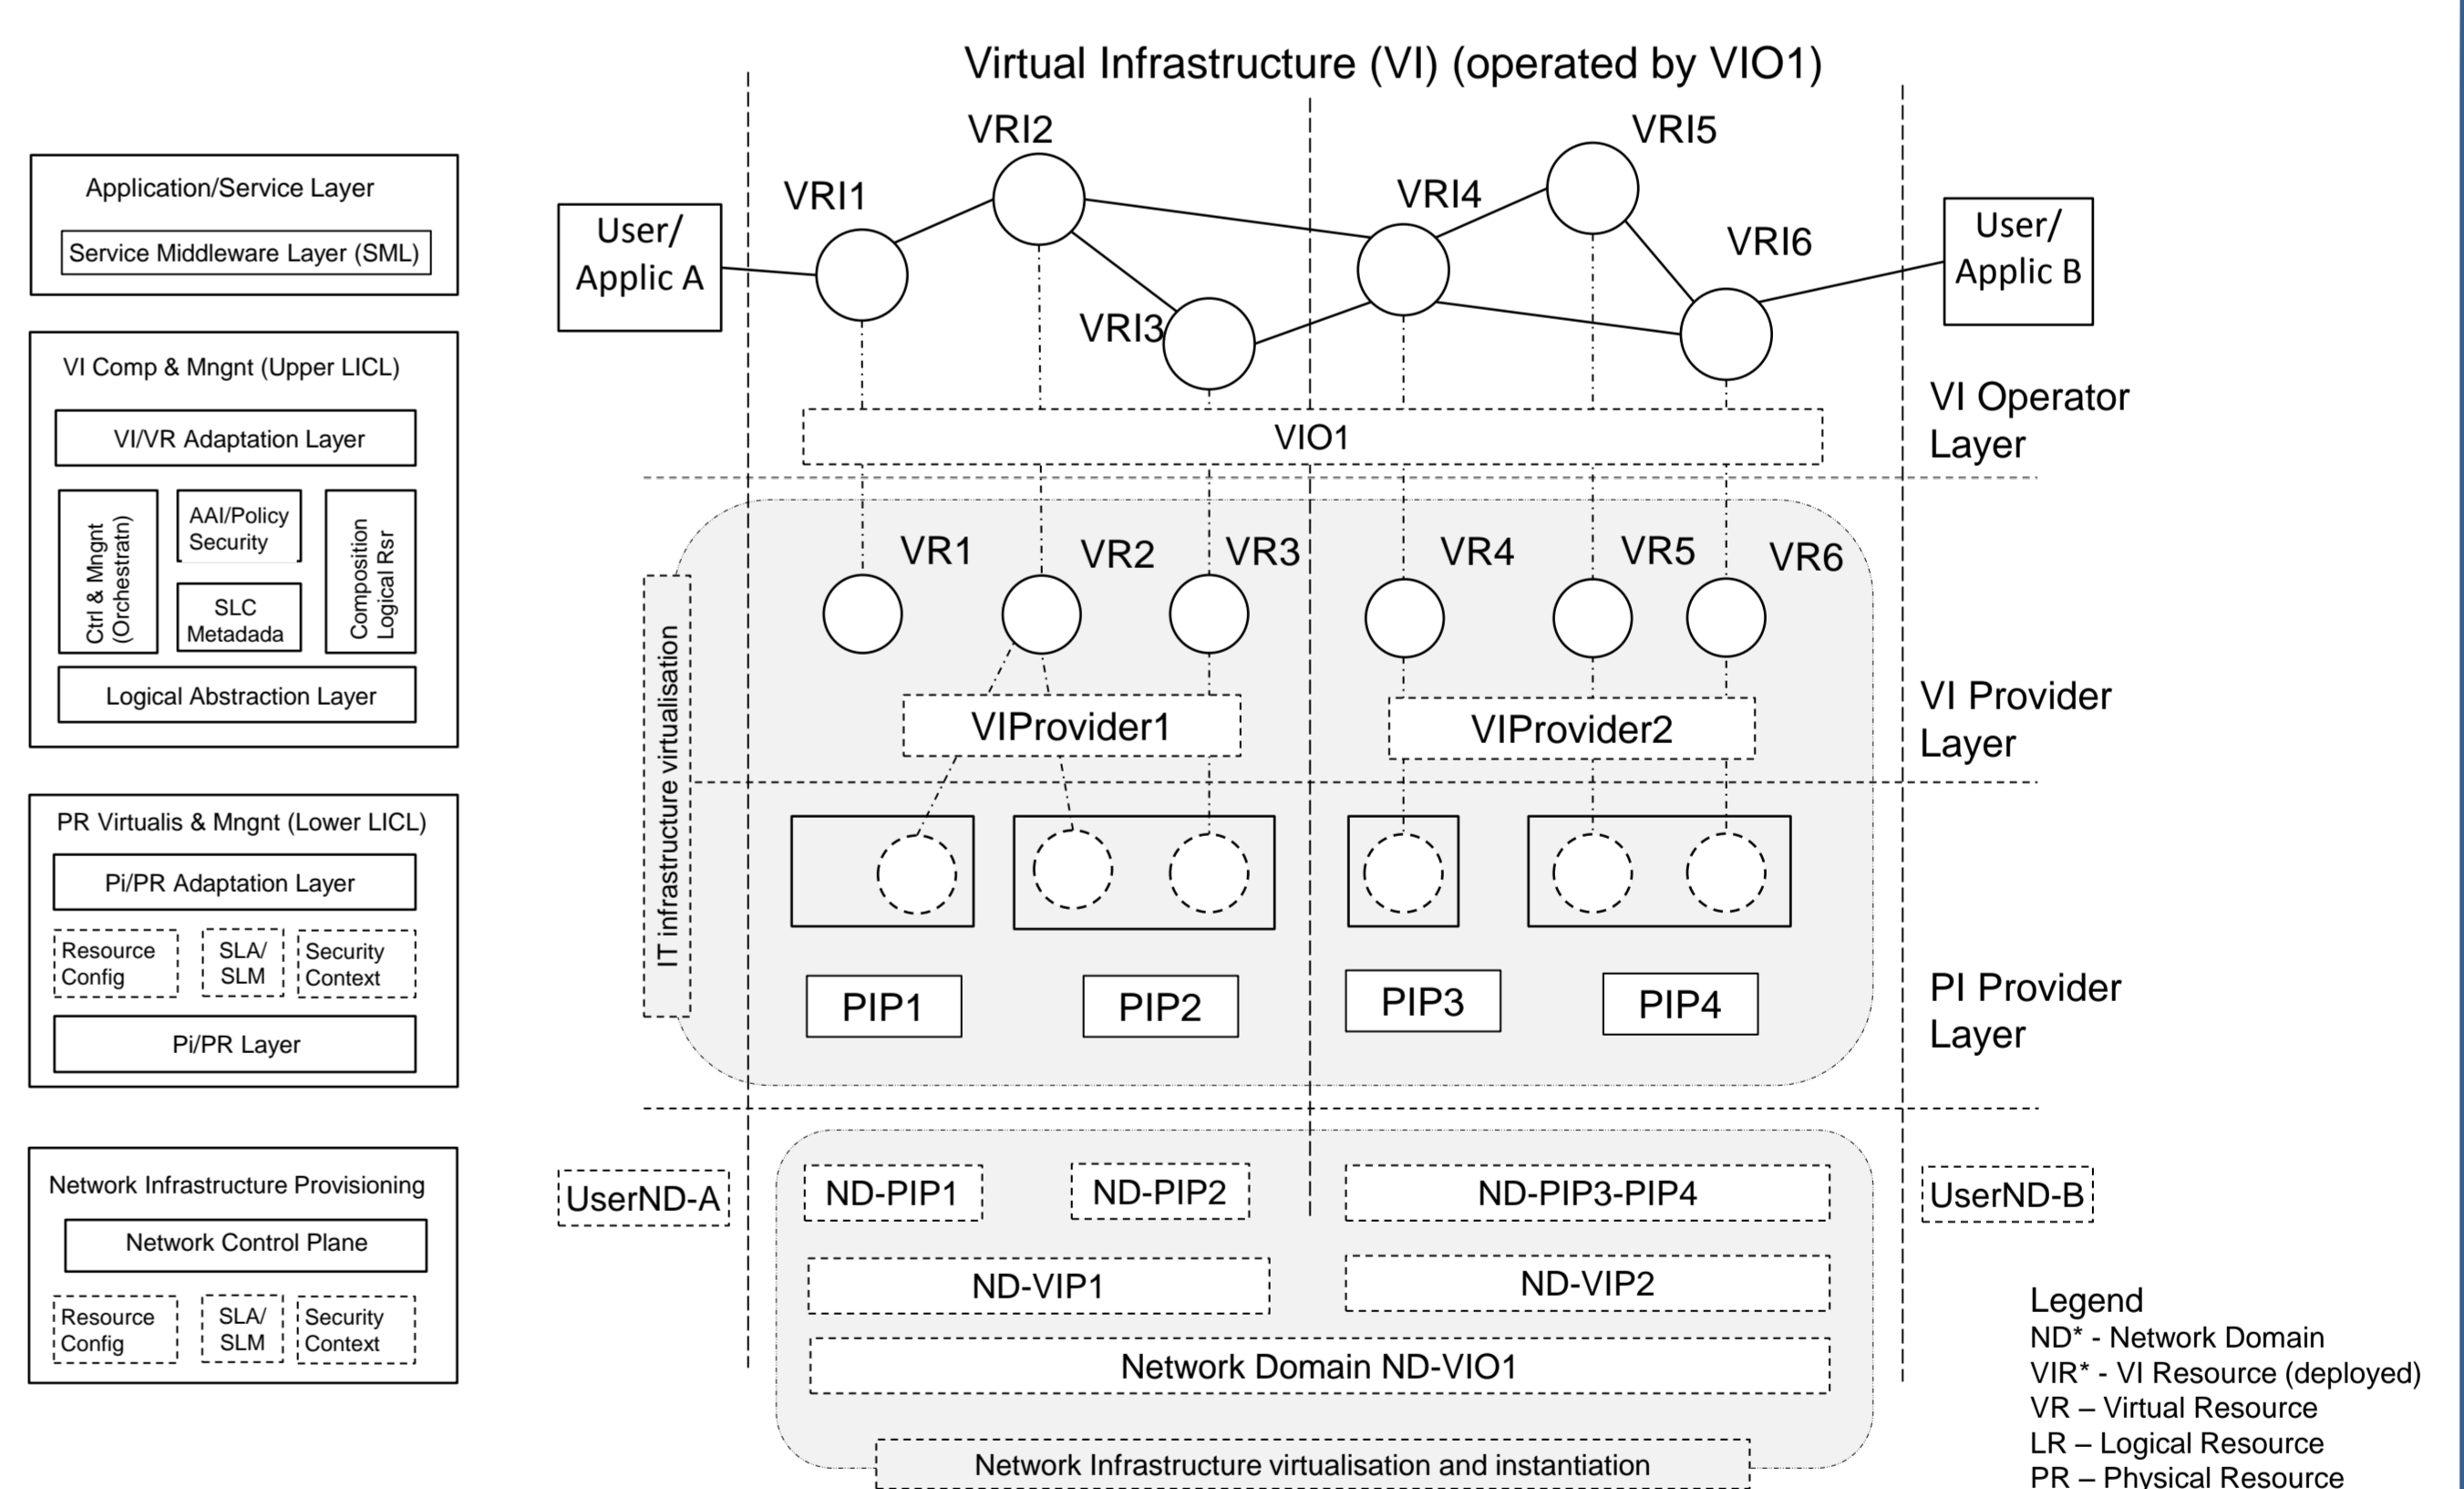 Virtual Infrastructure (VI) (operated by VIO1)
Application/Service Layer
Service Middleware Layer (SML)
VI Comp & Mngnt (Upper LICL)
VI/VR Adaptation Layer
Ctrl & Mngnt
(Orchestratn)
AAI/Policy
Security
SLC
Metadada
Composition
Logical Rsr
Logical Abstraction Layer
PR Virtualis & Mngnt (Lower LICL)
Pi/PR Adaptation Layer
Resource
Config
SLA/
SLM
Security
Context
Pi/PR Layer
Network Infrastructure Provisioning
Network Control Plane
Resource
Config
SLA/
SLM
Security
Context
User/
Applic A
VRI1
VRI2
VRI3
VRI4
VRI5
VRI6
User/
Applic B
VIO1
VI Operator
Layer
IT infrastructure virtualisation
VR1
VR2
VR3
VR4
VR5
VR6
VIProvider1
VIProvider2
VI Provider
Layer
PIP1
PIP2
PIP3
PIP4
PI Provider
Layer
UserND-A
ND-PIP1
ND-PIP2
ND-PIP3-PIP4
UserND-B
ND-VIP1
ND-VIP2
Network Domain ND-VIO1
Network Infrastructure virtualisation and instantiation
Legend
ND* - Network Domain
VIR* - VI Resource (deployed)
VR – Virtual Resource
LR – Logical Resource
PR – Physical Resource